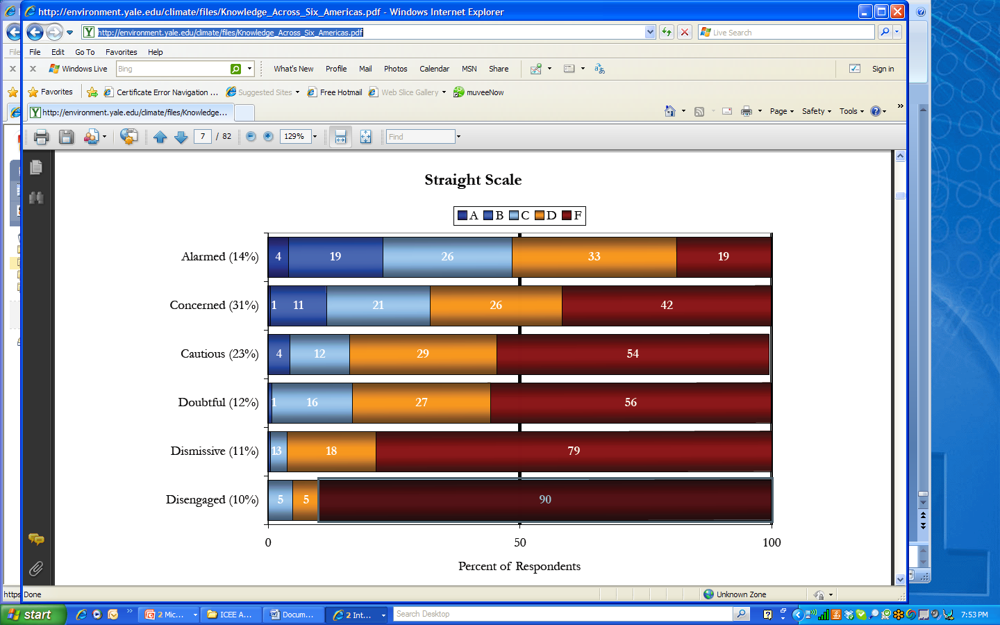 http://environment.yale.edu/climate/files/Knowledge_Across_Six_Americas.pdf - Windows Internet Explorer
http://environment.yale.edu/climate/files/Knowledge_Across_Six_Americas.pdf
Live Search
File Edit Go To Favorites Help
Windows Live Bing What's New Profile Mail Photos Calendar MSN Share Sign in
Favorites Certificate Error Navigation ... Suggested Sites Free Hotmail Web Slice Gallery muveeNow
http://environment.yale.edu/climate/files/Knowledge... Page Safety Tools
7 / 82 129% Find
Straight Scale
A B C D F
Alarmed (14%) 4 19 26 33 19
Concerned (31%) 1 11 21 26 42
Cautious (23%) 4 12 29 54
Doubtful (12%) 1 16 27 56
Dismissive (11%) 13 18 79
Disengaged (10%) 5 5 90
0 50 100
Percent of Respondents
https Done Unknown Zone
start 2 Mic... ICEE A... Docum... 2 Int... Search Desktop 7:53 PM